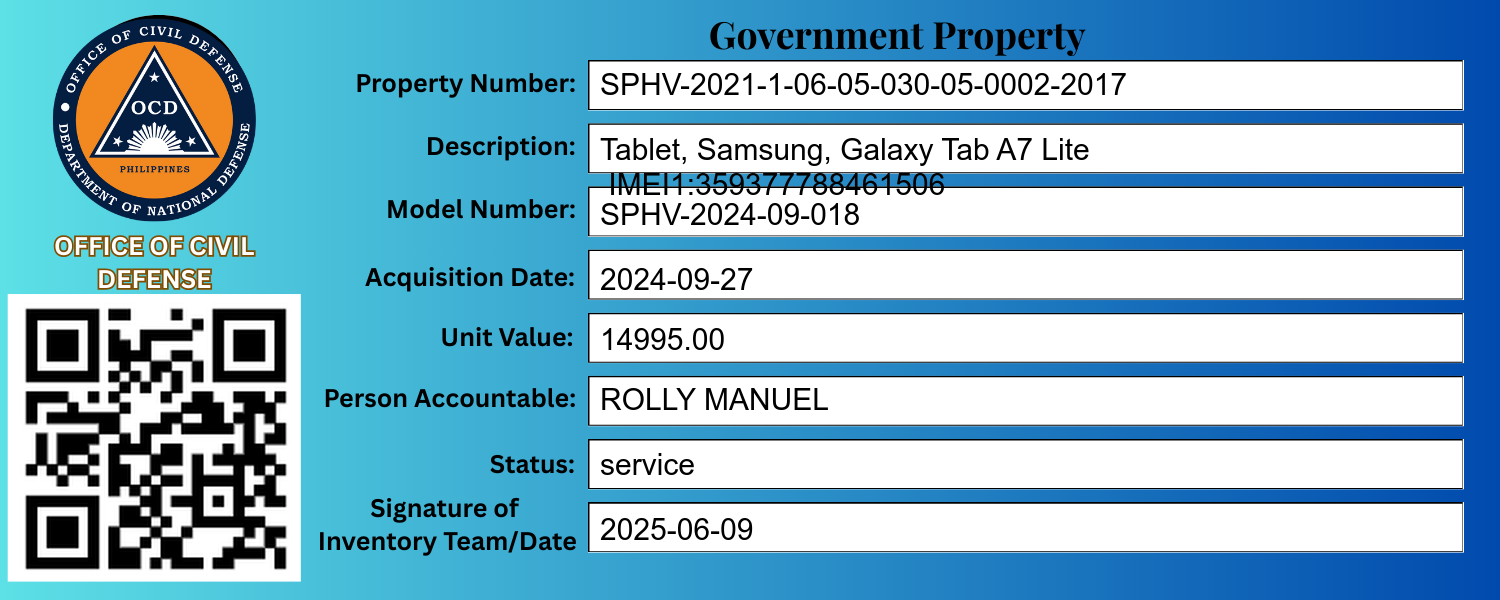 OFFICE OF CIVIL DEFENSE
OCD
PHILIPPINES
DEPARTMENT OF NATIONAL DEFENSE
OFFICE OF CIVIL
DEFENSE
Government Property
Property Number: SPHV-2021-1-06-05-030-05-0002-2017
Description: Tablet, Samsung, Galaxy Tab A7 Lite
IMEI1:359377788461506
Model Number: SPHV-2024-09-018
Acquisition Date: 2024-09-27
Unit Value: 14995.00
Person Accountable: ROLLY MANUEL
Status: service
Signature of
Inventory Team/Date 2025-06-09